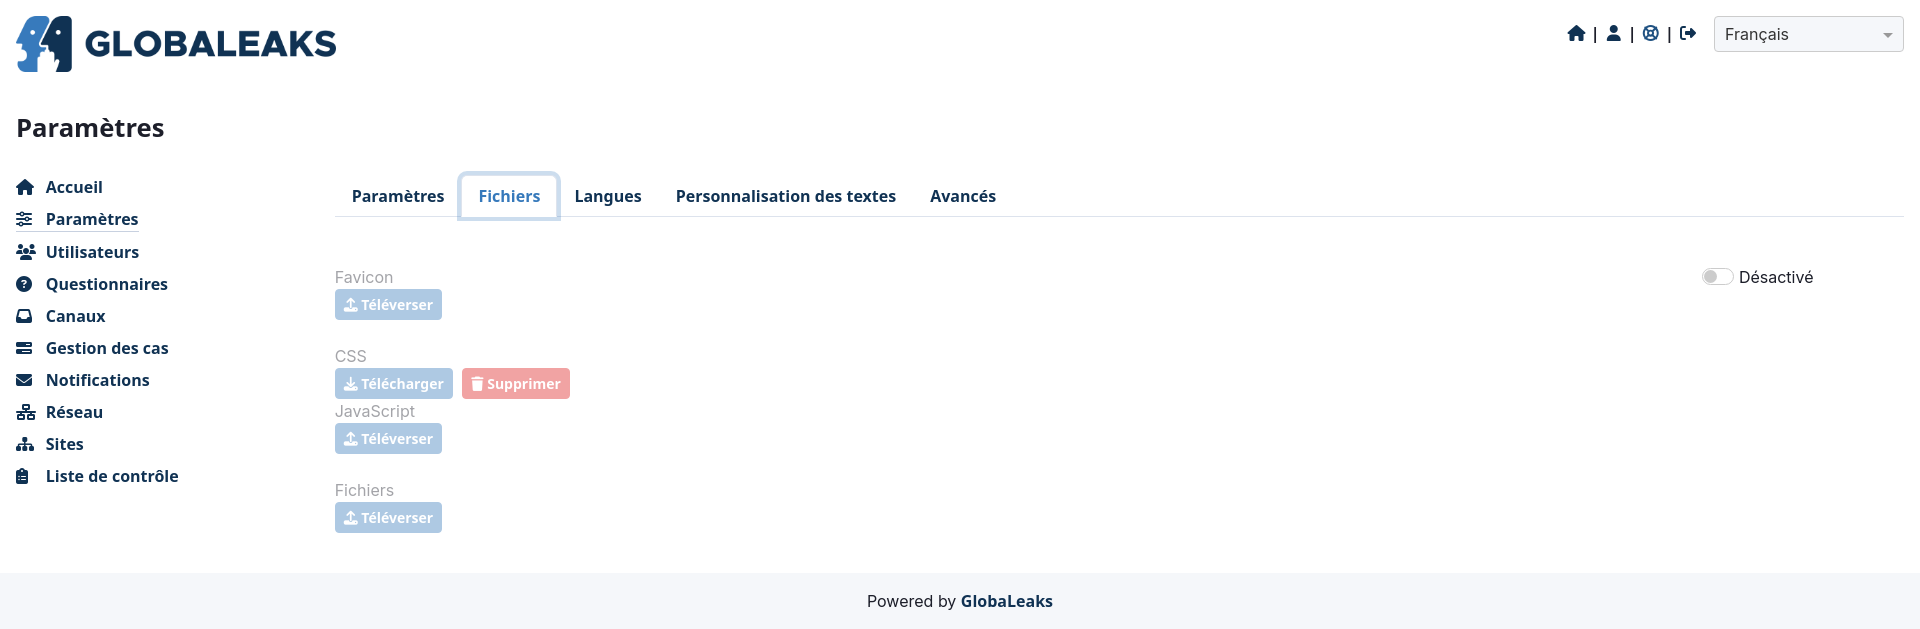 GLOBALEAKS
| | |
Français
Paramètres
Accueil
Paramètres
Utilisateurs
Questionnaires
Canaux
Gestion des cas
Notifications
Réseau
Sites
Liste de contrôle
Paramètres Fichiers Langues Personnalisation des textes Avancés
Favicon
Désactivé
Téléverser
CSS
Télécharger Supprimer
JavaScript
Téléverser
Fichiers
Téléverser
Powered by GlobaLeaks